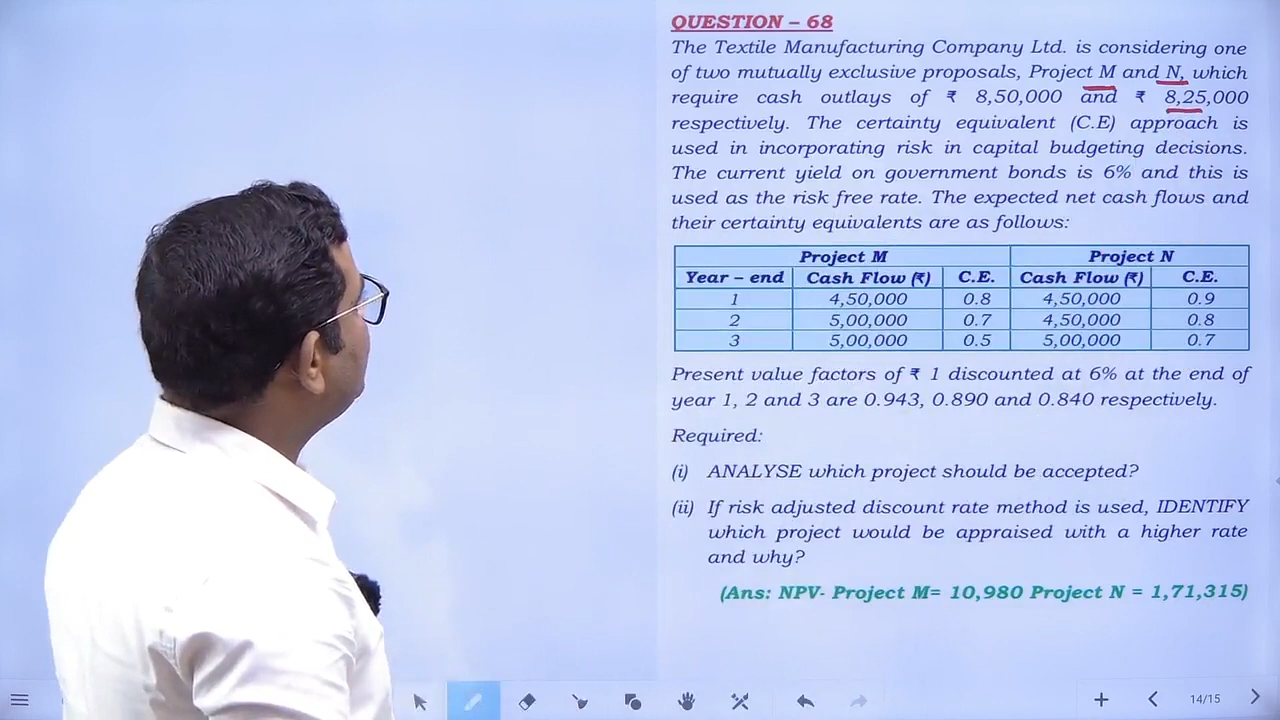 QUESTION – 68
The Textile Manufacturing Company Ltd. is considering one
of two mutually exclusive proposals, Project M and N, which
require cash outlays of ₹ 8,50,000 and ₹ 8,25,000
respectively. The certainty equivalent (C.E) approach is
used in incorporating risk in capital budgeting decisions.
The current yield on government bonds is 6% and this is
used as the risk free rate. The expected net cash flows and
their certainty equivalents are as follows:
Project M Project N
Year – end Cash Flow (₹) C.E. Cash Flow (₹) C.E.
1 4,50,000 0.8 4,50,000 0.9
2 5,00,000 0.7 4,50,000 0.8
3 5,00,000 0.5 5,00,000 0.7
Present value factors of ₹ 1 discounted at 6% at the end of
year 1, 2 and 3 are 0.943, 0.890 and 0.840 respectively.
Required:
(i) ANALYSE which project should be accepted?
(ii) If risk adjusted discount rate method is used, IDENTIFY
which project would be appraised with a higher rate
and why?
(Ans: NPV- Project M= 10,980 Project N = 1,71,315)
14/15